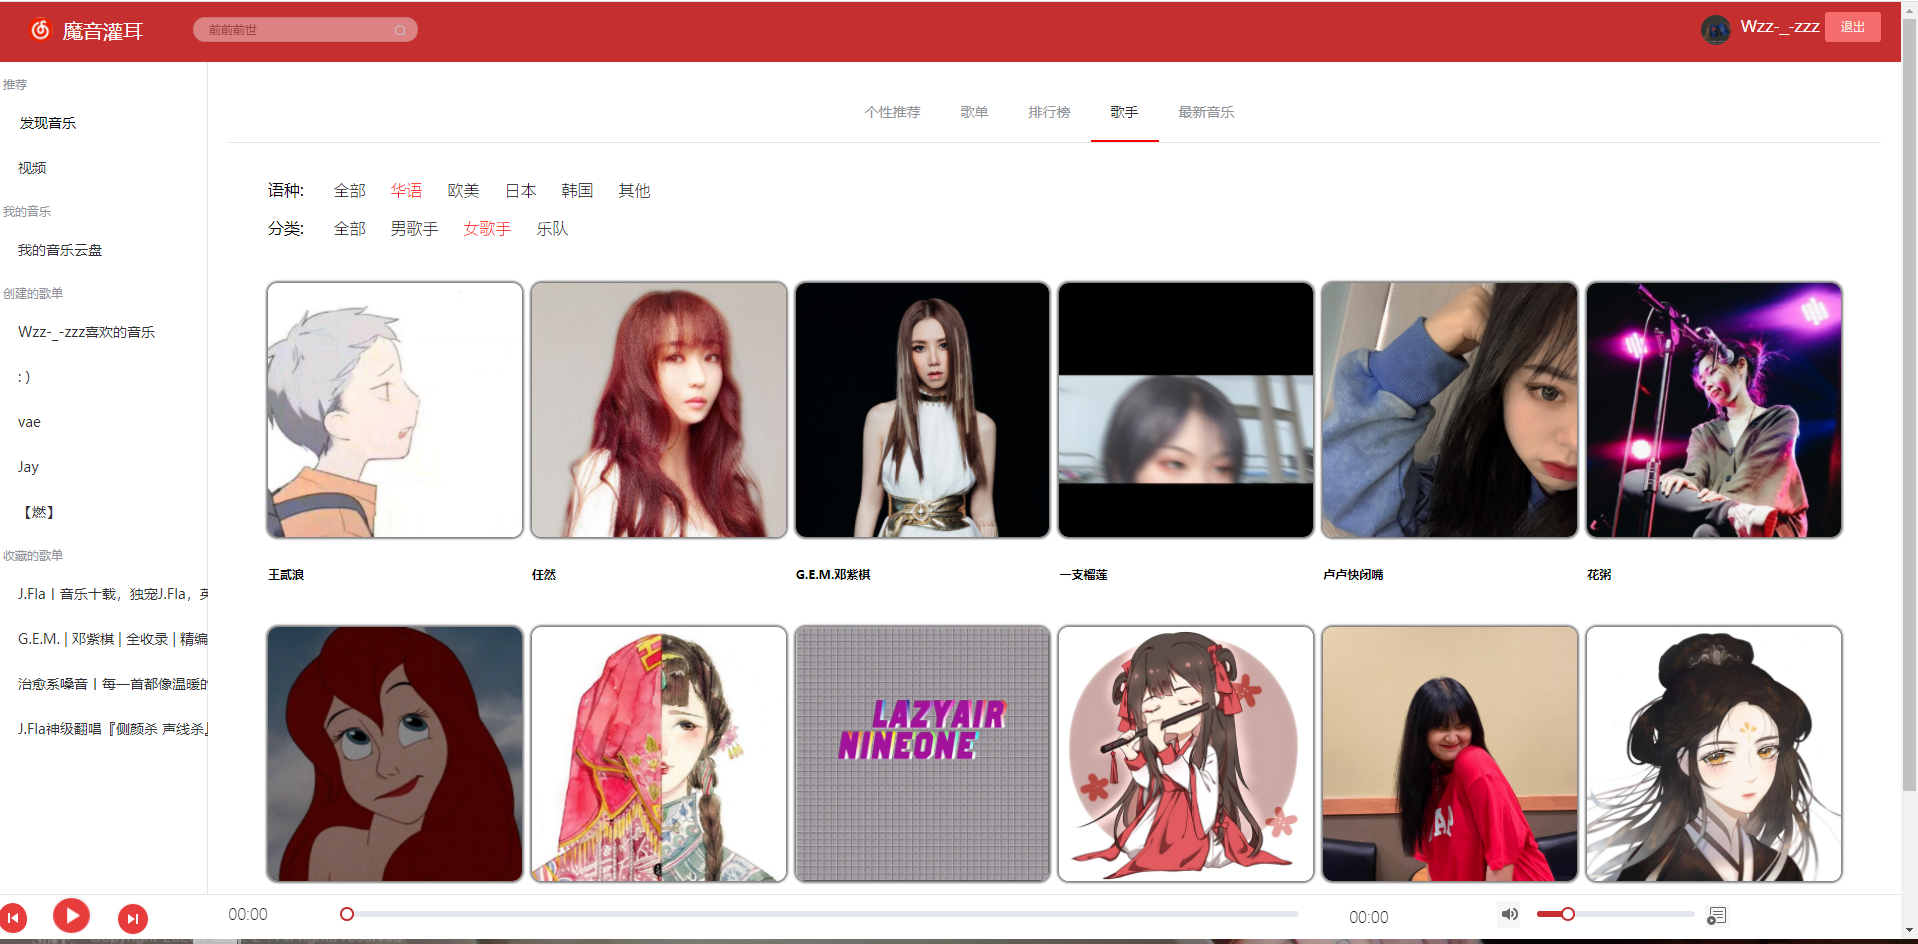 魔音灌耳
前前前世
Wzz-_-zzz
退出
推荐
发现音乐
视频
我的音乐
我的音乐云盘
创建的歌单
Wzz-_-zzz喜欢的音乐
: )
vae
Jay
【燃】
收藏的歌单
J.Fla丨音乐十载，独宠J.Fla，英
G.E.M. | 邓紫棋 | 全收录 | 精编
治愈系嗓音丨每一首都像温暖的
J.Fla神级翻唱『侧颜杀 声线杀』
个性推荐 歌单 排行榜 歌手 最新音乐
语种: 全部 华语 欧美 日本 韩国 其他
分类: 全部 男歌手 女歌手 乐队
王贰浪 任然 G.E.M.邓紫棋 一支榴莲 卢卢快闭嘴 花粥
LAZYAIR
NINEONE
00:00
00:00